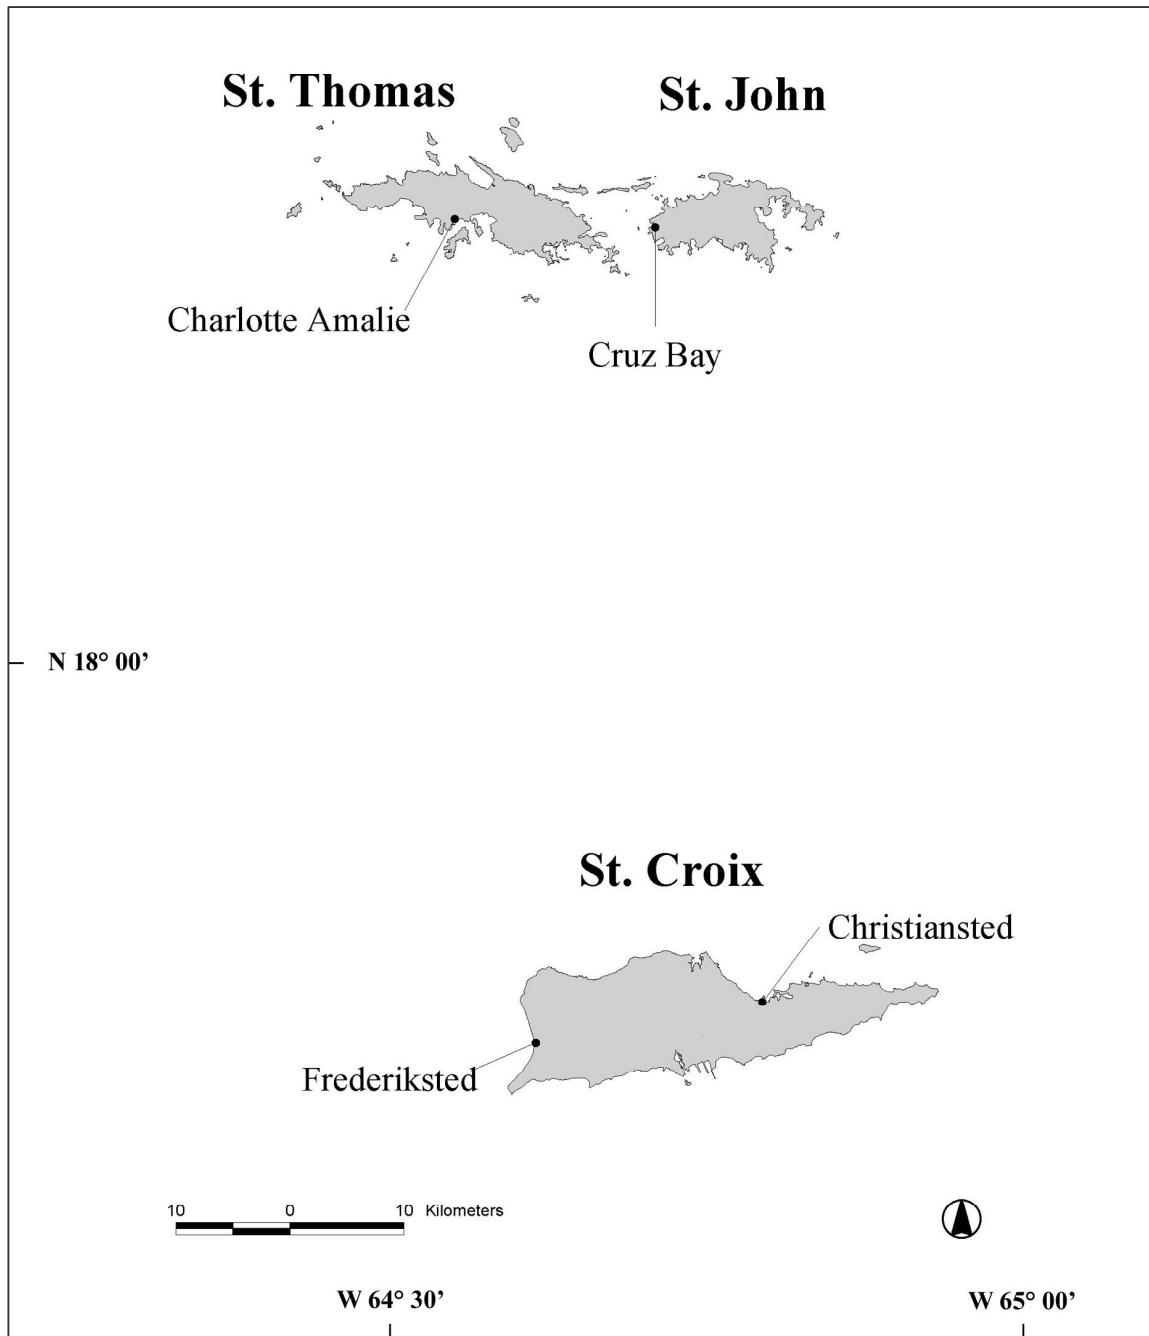 St. Thomas
St. John
Charlotte Amalie
Cruz Bay
N 18° 00’
St. Croix
Christiansted
Frederiksted
10 0 10 Kilometers
W 64° 30’
W 65° 00’